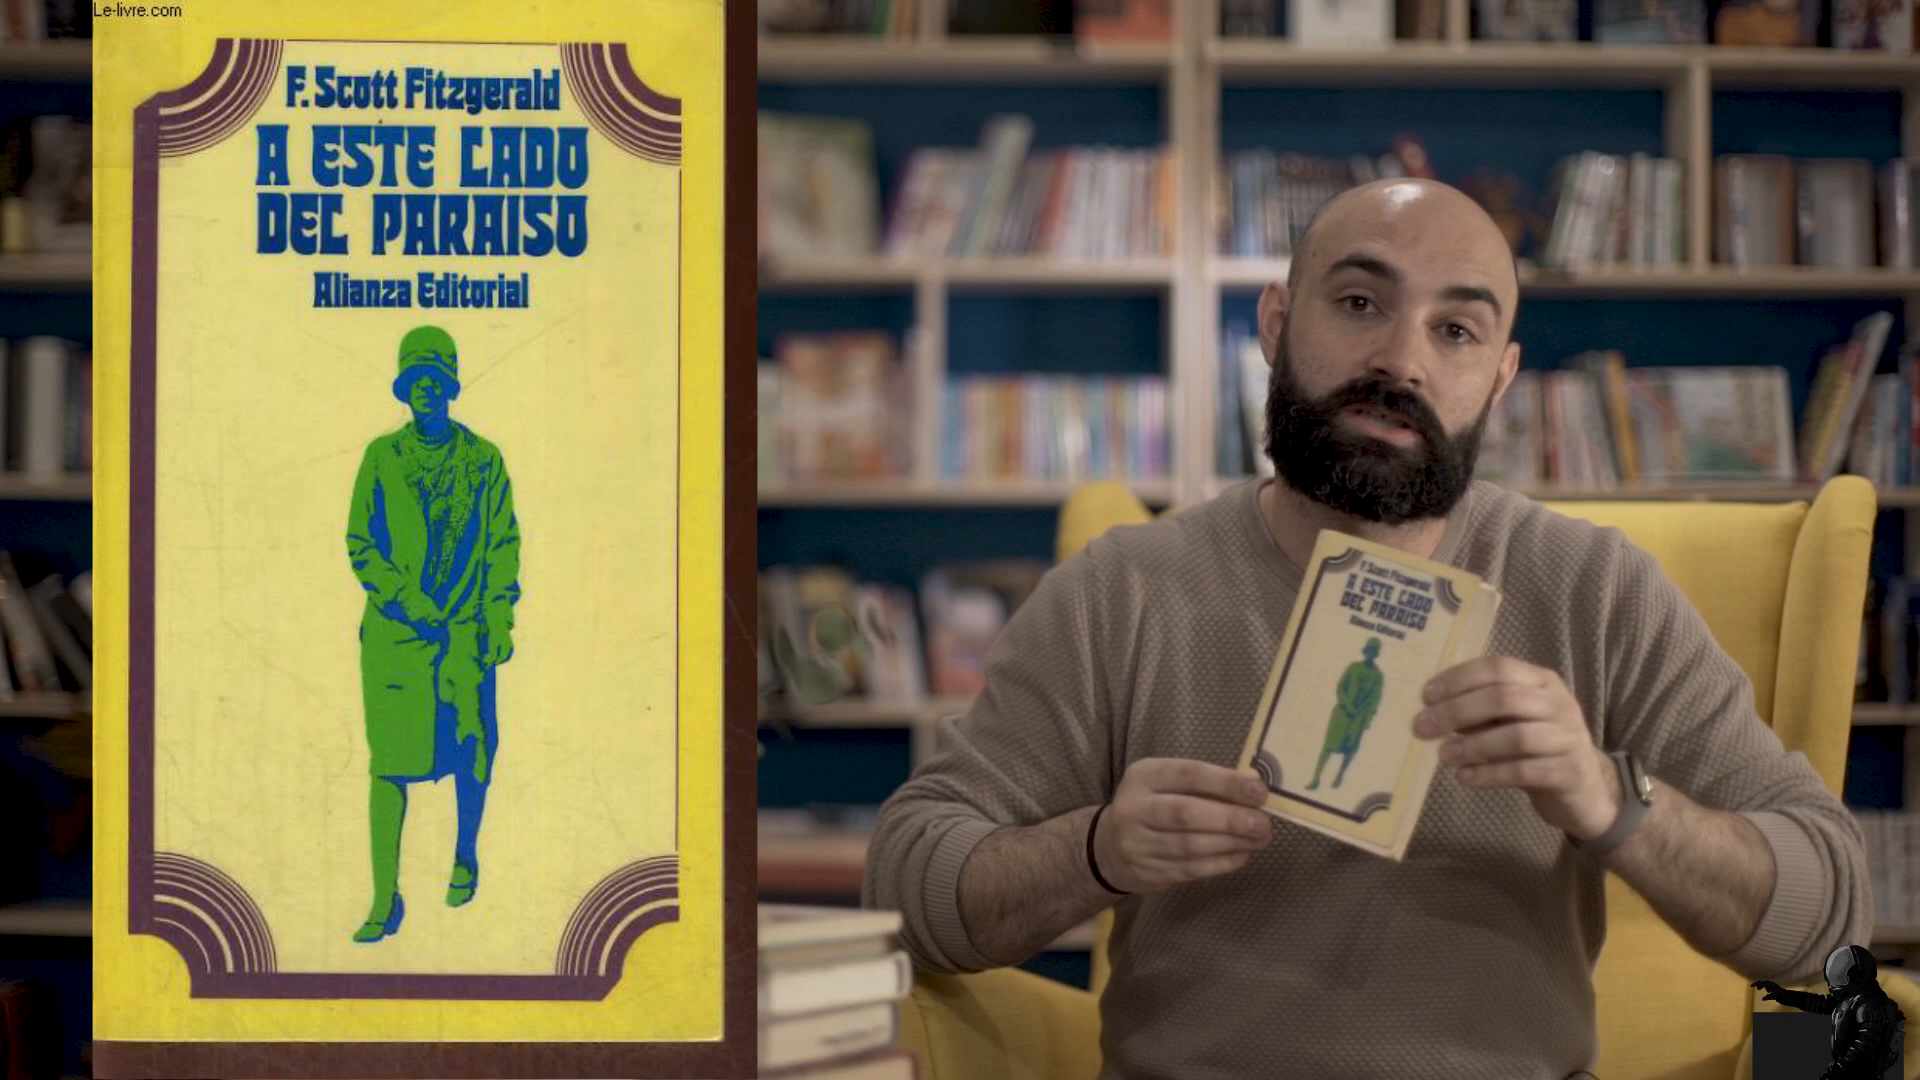 Le-livre.com
F. Scott Fitzgerald
A ESTE LADO
DEL PARAISO
Alianza Editorial
F. Scott Fitzgerald
A ESTE LADO
DEL PARAISO
Alianza Editorial